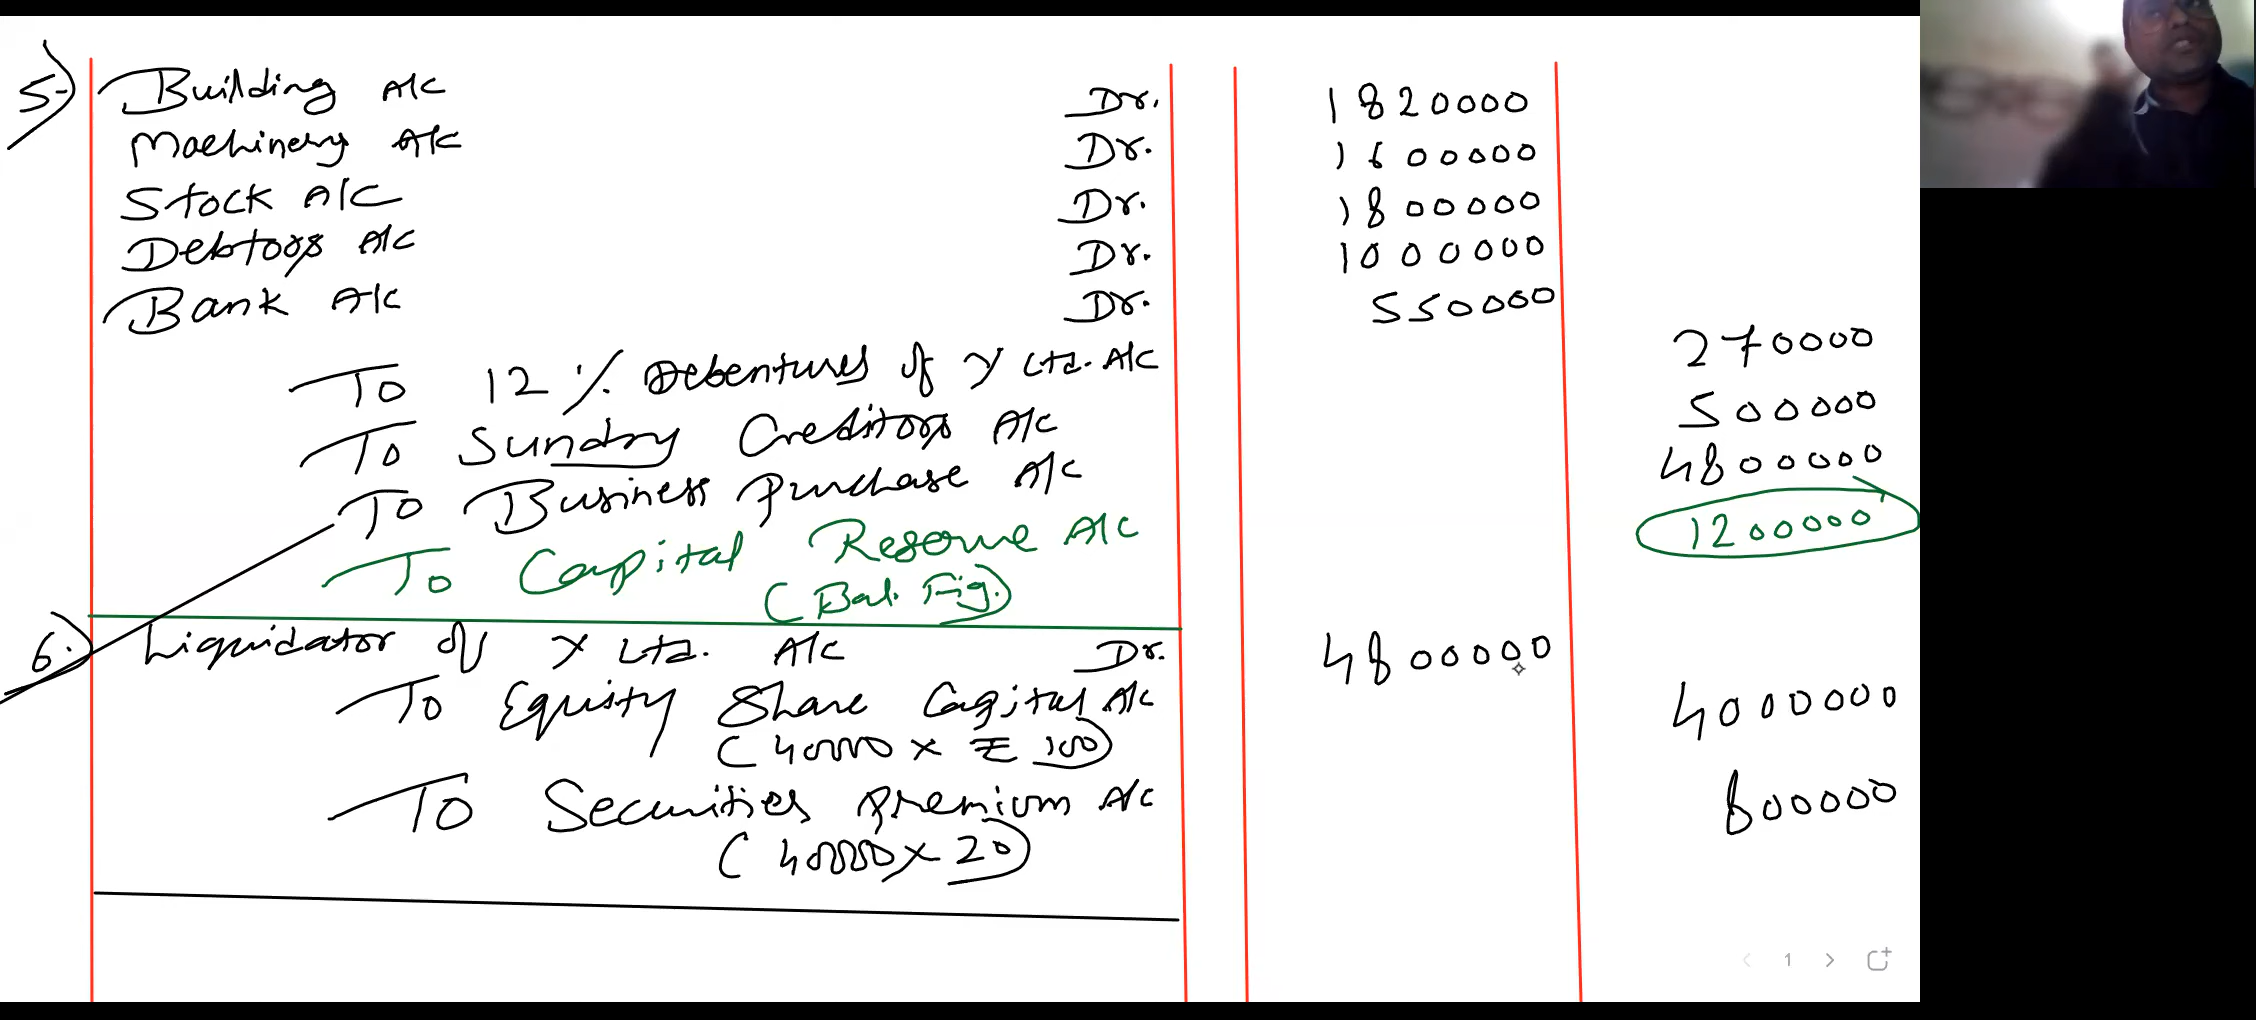 5) Building A/c Dr. 1820000
Machinery A/c Dr. 1600000
Stock A/c Dr. 1800000
Debtors A/c Dr. 1000000
Bank A/c Dr. 550000
To 12% Debentures of Y Ltd. A/c 270000
To Sundry Creditors A/c 500000
To Business Purchase A/c 4800000
To Capital Reserve A/c 1200000
(Bal. Fig.)
6.) Liquidator of X Ltd. A/c Dr. 4800000
To Equity Share Capital A/c 4000000
(40000 x ₹ 100)
To Securities Premium A/c 800000
(40000 x 20)
< 1 >